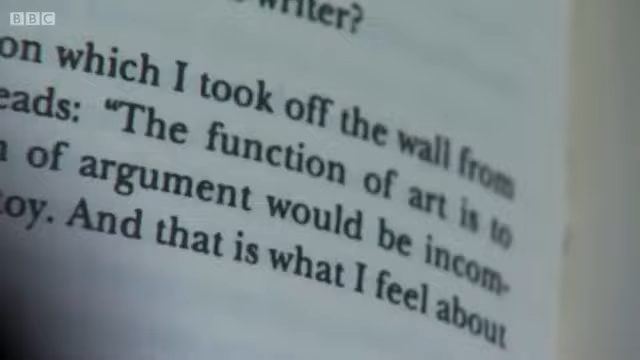 BBC
writer?
on which I took off the wall from
eads: “The function of art is to
n of argument would be incom-
toy. And that is what I feel about